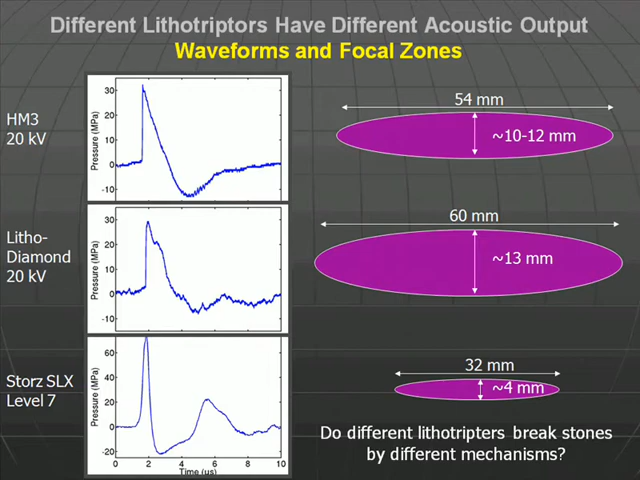 Different Lithotriptors Have Different Acoustic Output
Waveforms and Focal Zones
HM3
20 kV
Pressure (MPa)
30
20
10
0
-10
54 mm
~10-12 mm
Litho-
Diamond
20 kV
Pressure (MPa)
30
20
10
0
-10
60 mm
~13 mm
Storz SLX
Level 7
Pressure (MPa)
60
40
20
0
-20
0 2 4 6 8 10
Time (µs)
32 mm
~4 mm
Do different lithotripters break stones
by different mechanisms?